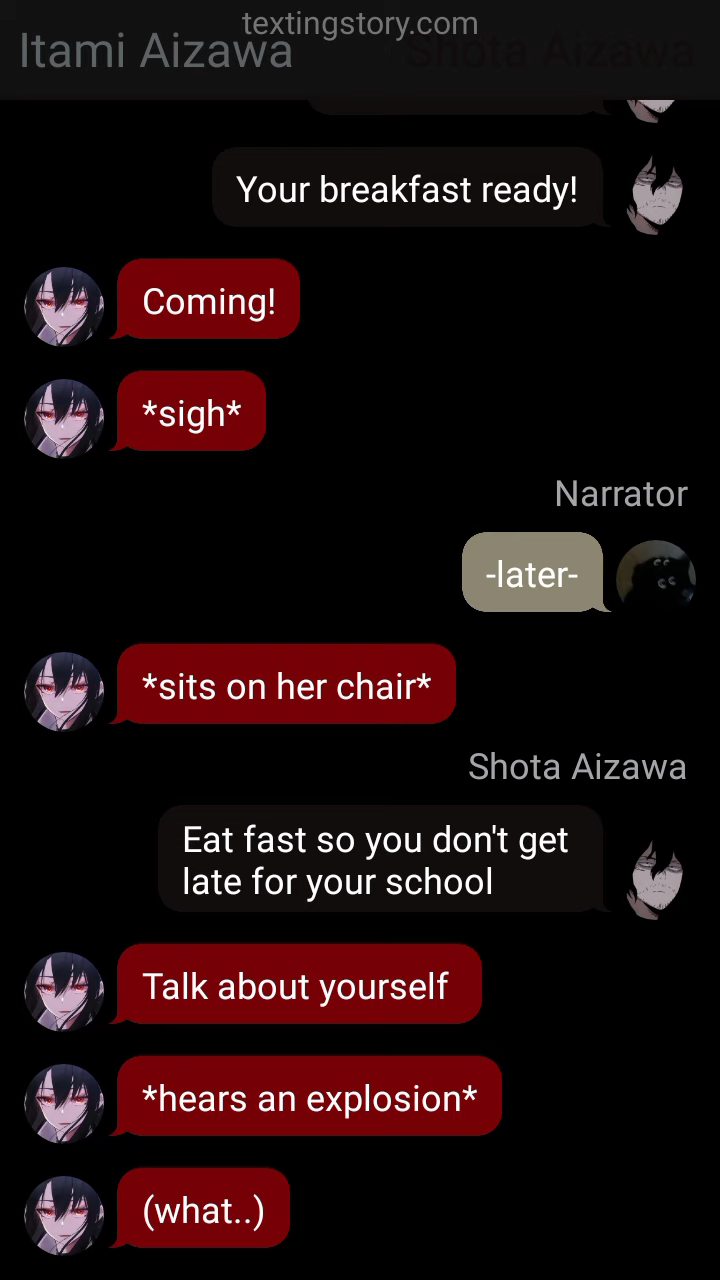 textingstory.com
Itami Aizawa
Shota Aizawa
Your breakfast ready!
Coming!
*sigh*
Narrator
-later-
*sits on her chair*
Shota Aizawa
Eat fast so you don't get
late for your school
Talk about yourself
*hears an explosion*
(what..)